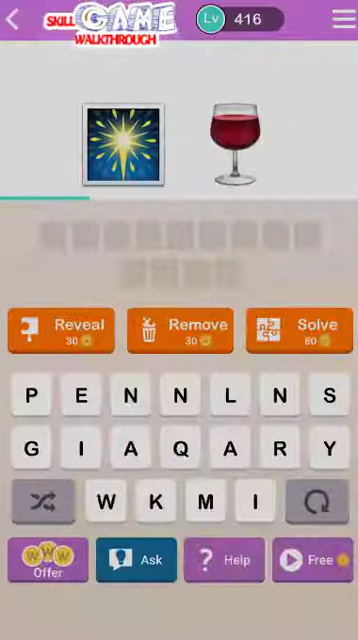 SKILL GAME
WALKTHROUGH
Lv 416
Reveal Remove Solve
30 30 80
P E N N L N S
G I A Q A R Y
W K M I
W W W
Offer Ask Help Free